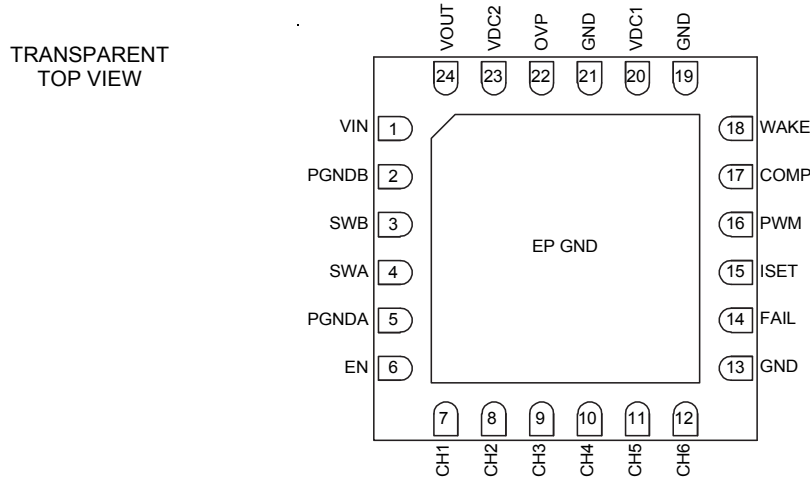 TRANSPARENT
TOP VIEW
VOUT
VDC2
OVP
GND
VDC1
GND
24
23
22
21
20
19
VIN 1
PGNDB 2
SWB 3
SWA 4
PGNDA 5
EN 6
EP GND
18 WAKE
17 COMP
16 PWM
15 ISET
14 FAIL
13 GND
7
8
9
10
11
12
CH1
CH2
CH3
CH4
CH5
CH6